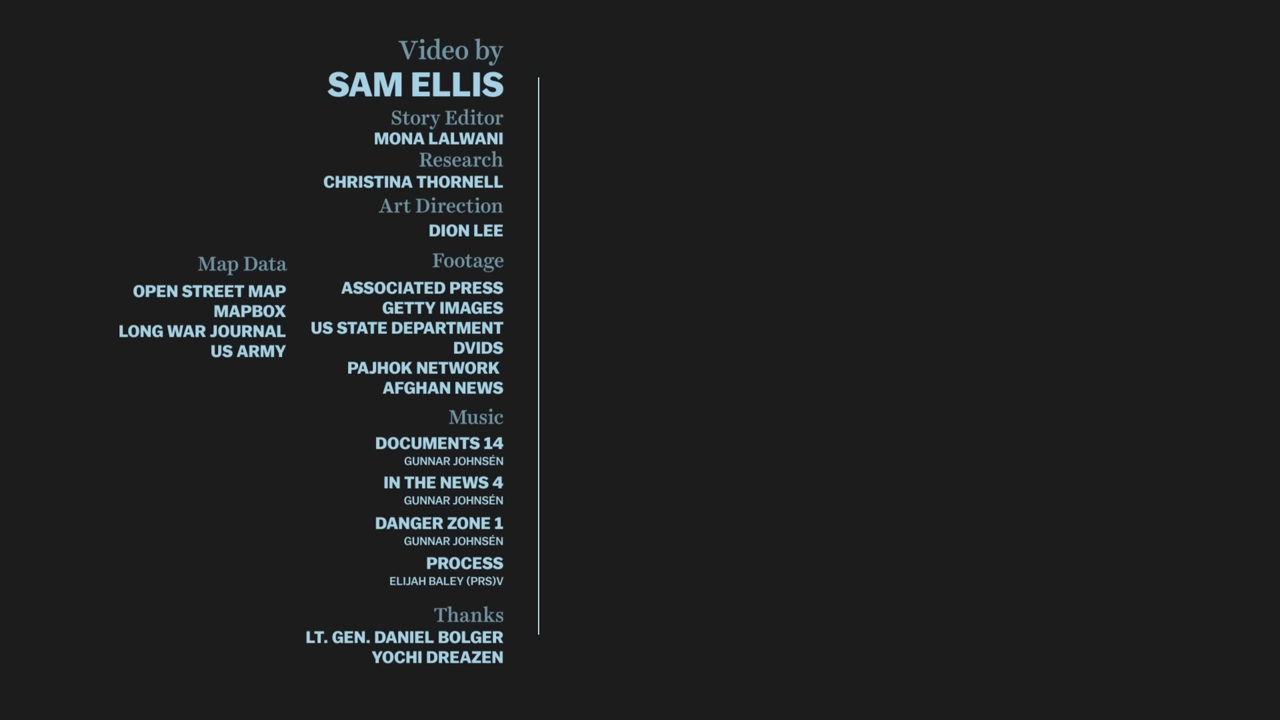 Video by
SAM ELLIS
Story Editor
MONA LALWANI
Research
CHRISTINA THORNELL
Art Direction
DION LEE
Map Data
OPEN STREET MAP
MAPBOX
LONG WAR JOURNAL
US ARMY
Footage
ASSOCIATED PRESS
GETTY IMAGES
US STATE DEPARTMENT
DVIDS
PAJHOK NETWORK
AFGHAN NEWS
Music
DOCUMENTS 14
GUNNAR JOHNSÉN
IN THE NEWS 4
GUNNAR JOHNSÉN
DANGER ZONE 1
GUNNAR JOHNSÉN
PROCESS
ELIJAH BALEY (PRS)V
Thanks
LT. GEN. DANIEL BOLGER
YOCHI DREAZEN